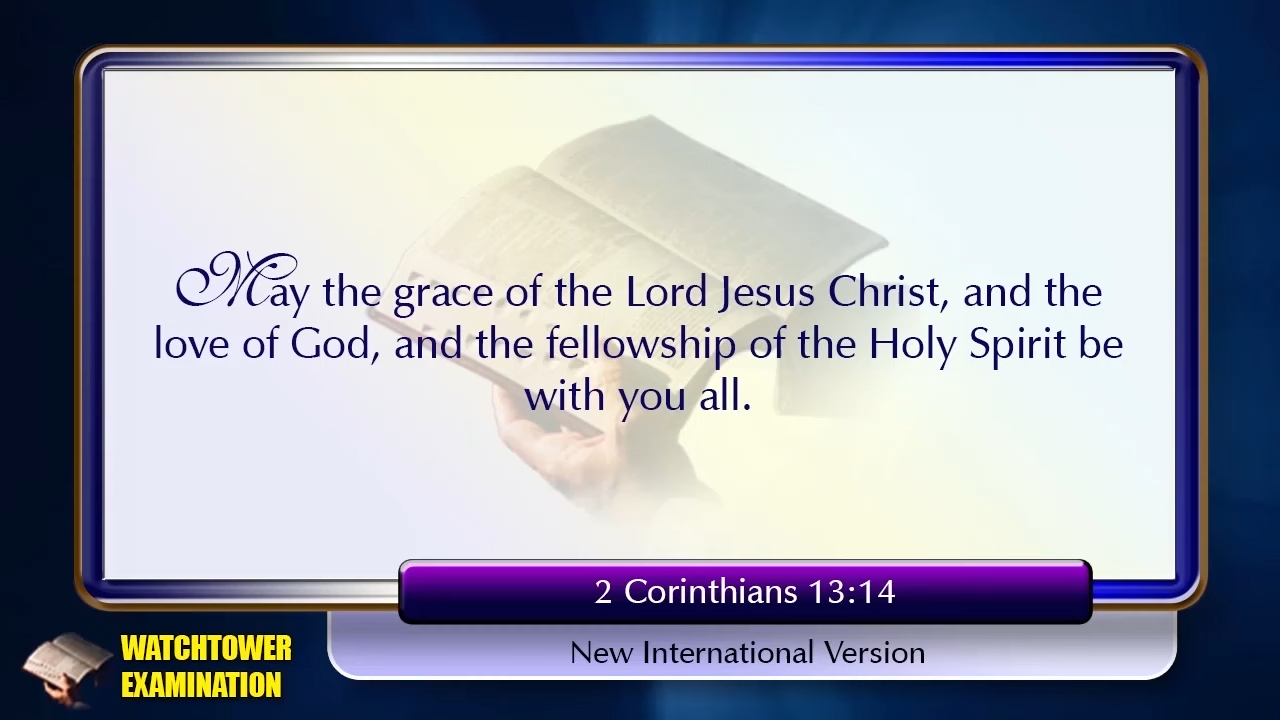 May the grace of the Lord Jesus Christ, and the
love of God, and the fellowship of the Holy Spirit be
with you all.
2 Corinthians 13:14
New International Version
WATCHTOWER
EXAMINATION